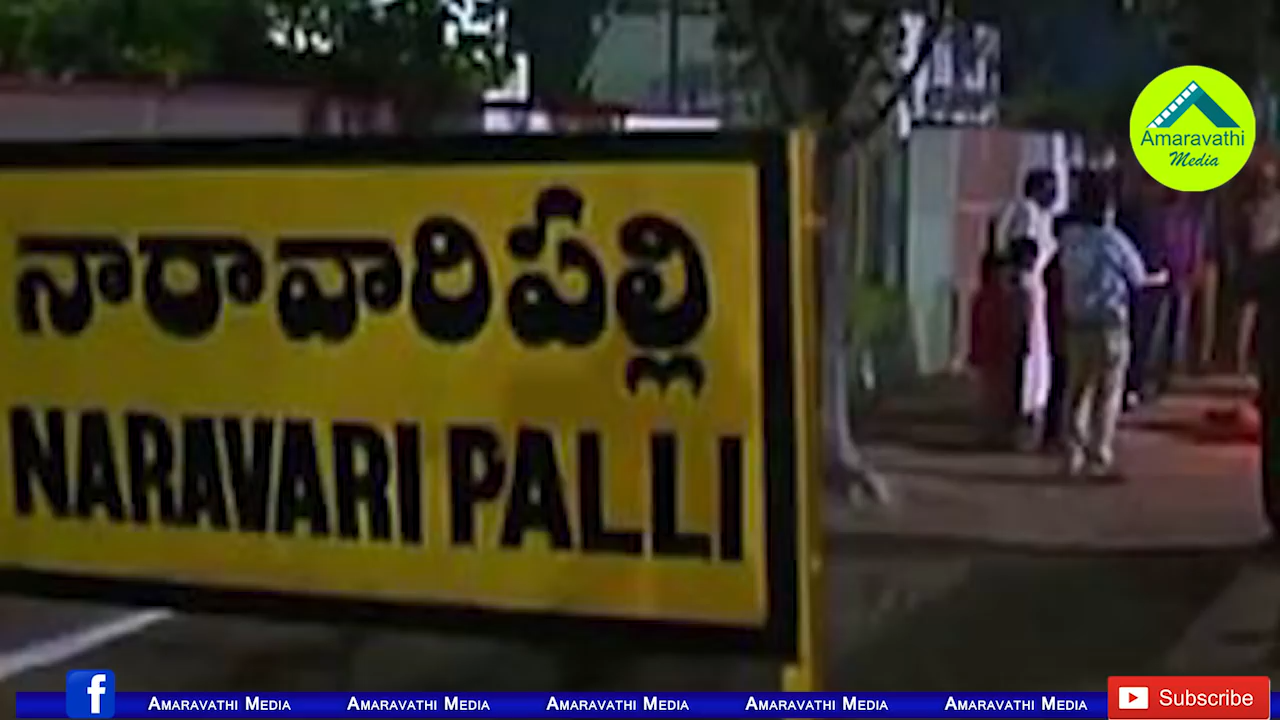 Amaravathi
Media
నారావారిపల్లి
NARAVARI PALLI
f AMARAVATHI MEDIA AMARAVATHI MEDIA AMARAVATHI MEDIA AMARAVATHI MEDIA AMARAVATHI MEDIA Subscribe